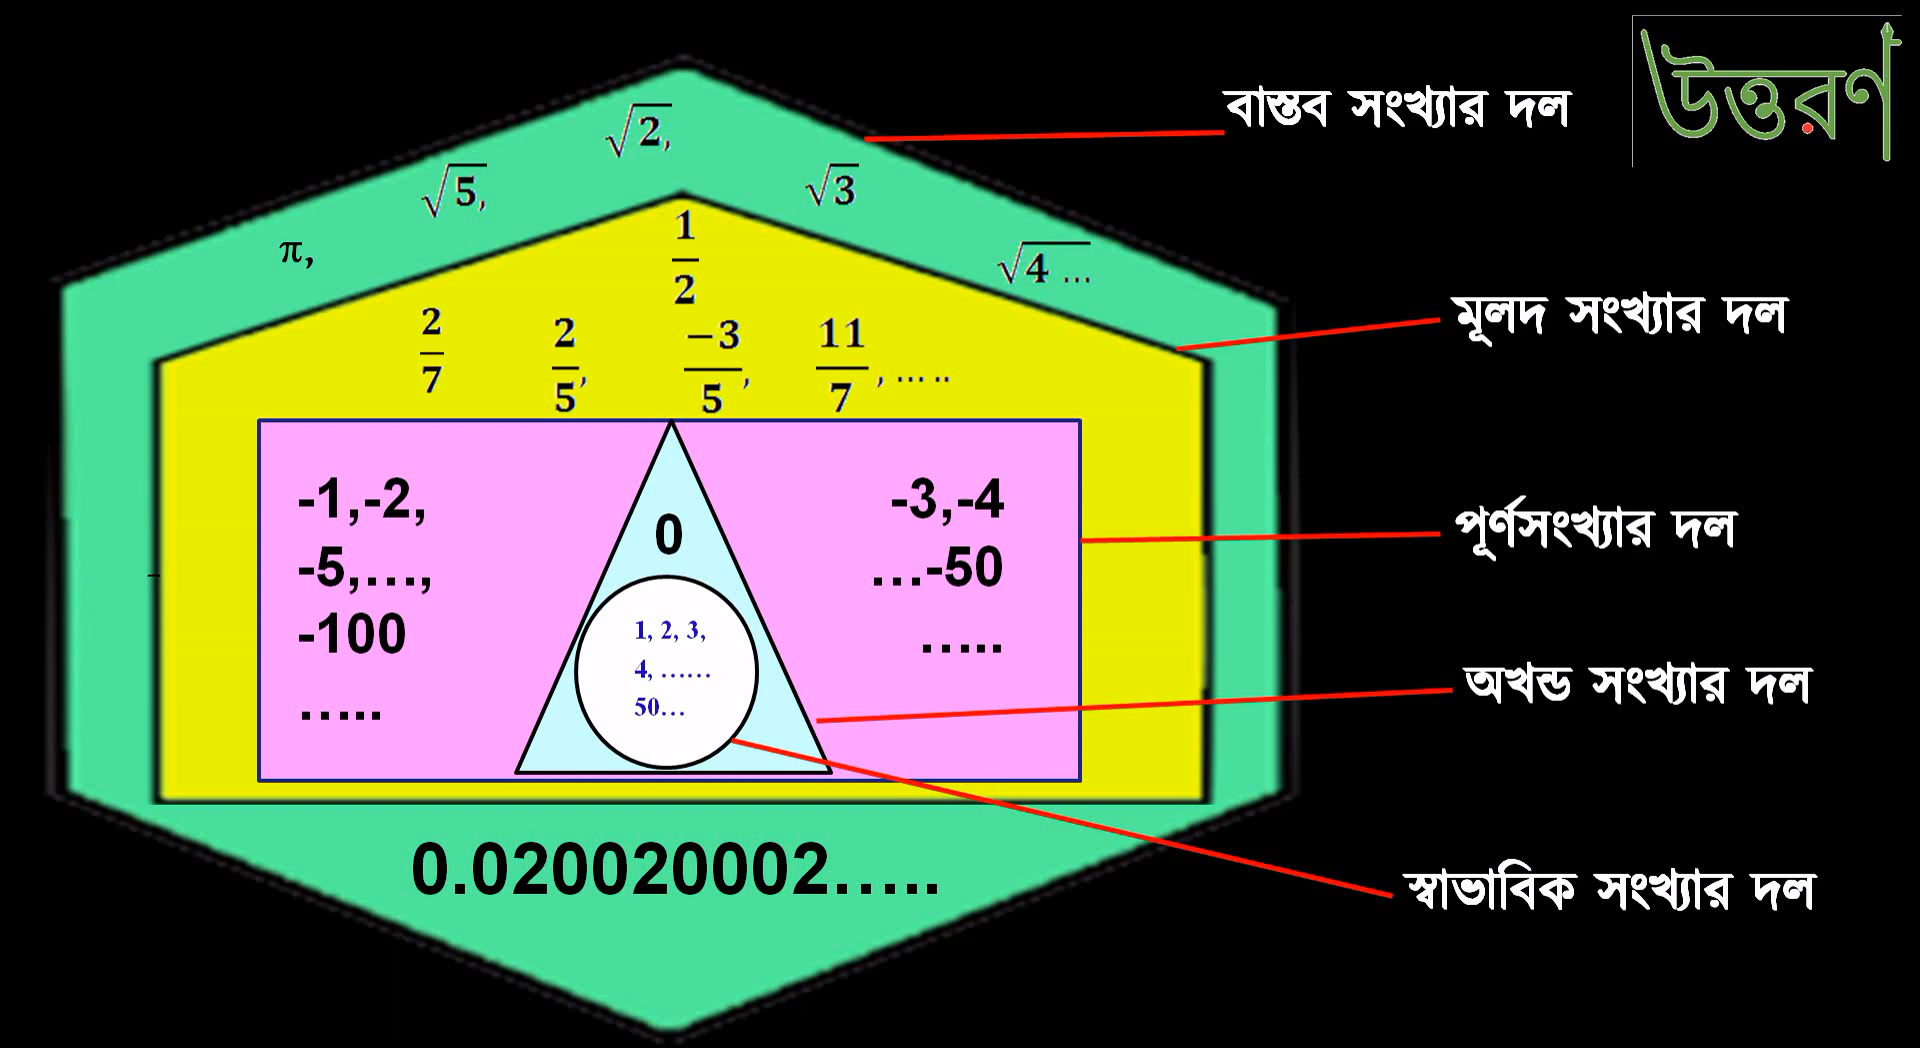 উত্তরণ
বাস্তব সংখ্যার দল
√2,
√5,
√3
π,
√4 ...
1/2
মূলদ সংখ্যার দল
2/7 2/5, -3/5, 11/7, .....
-1,-2,
-5,...,
-100
.....
0
-3,-4
...-50
.....
পূর্ণসংখ্যার দল
1, 2, 3,
4, ......
50...
অখন্ড সংখ্যার দল
স্বাভাবিক সংখ্যার দল
0.020020002.....